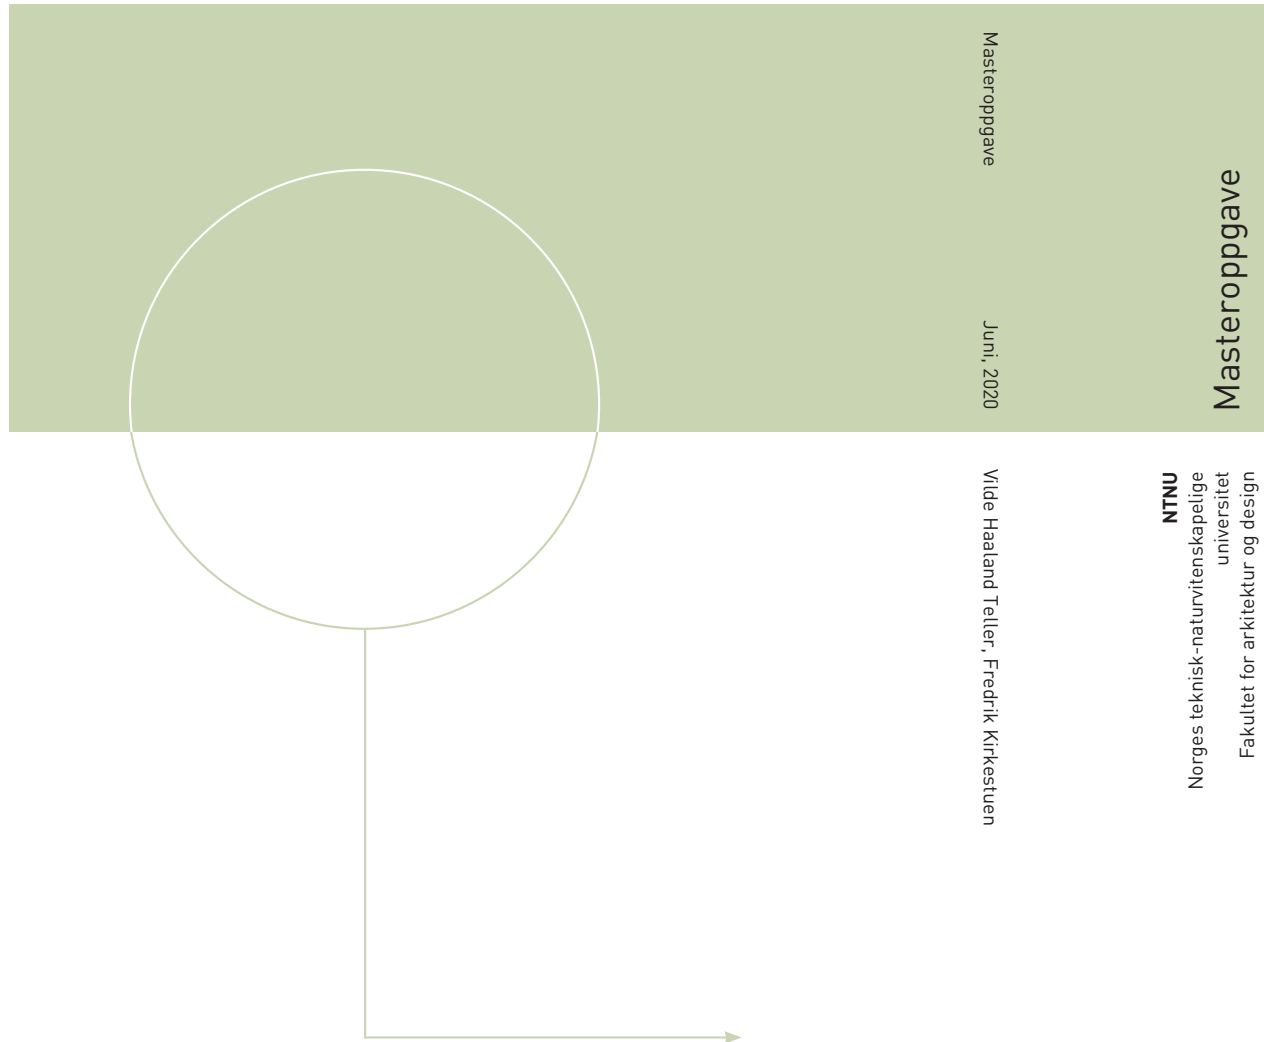 Masteroppgave
NTNU
Norges teknisk-naturvitenskapelige
universitet
Fakultet for arkitektur og design
Masteroppgave
Juni, 2020
Vilde Haaland Teller, Fredrik Kirkestuen